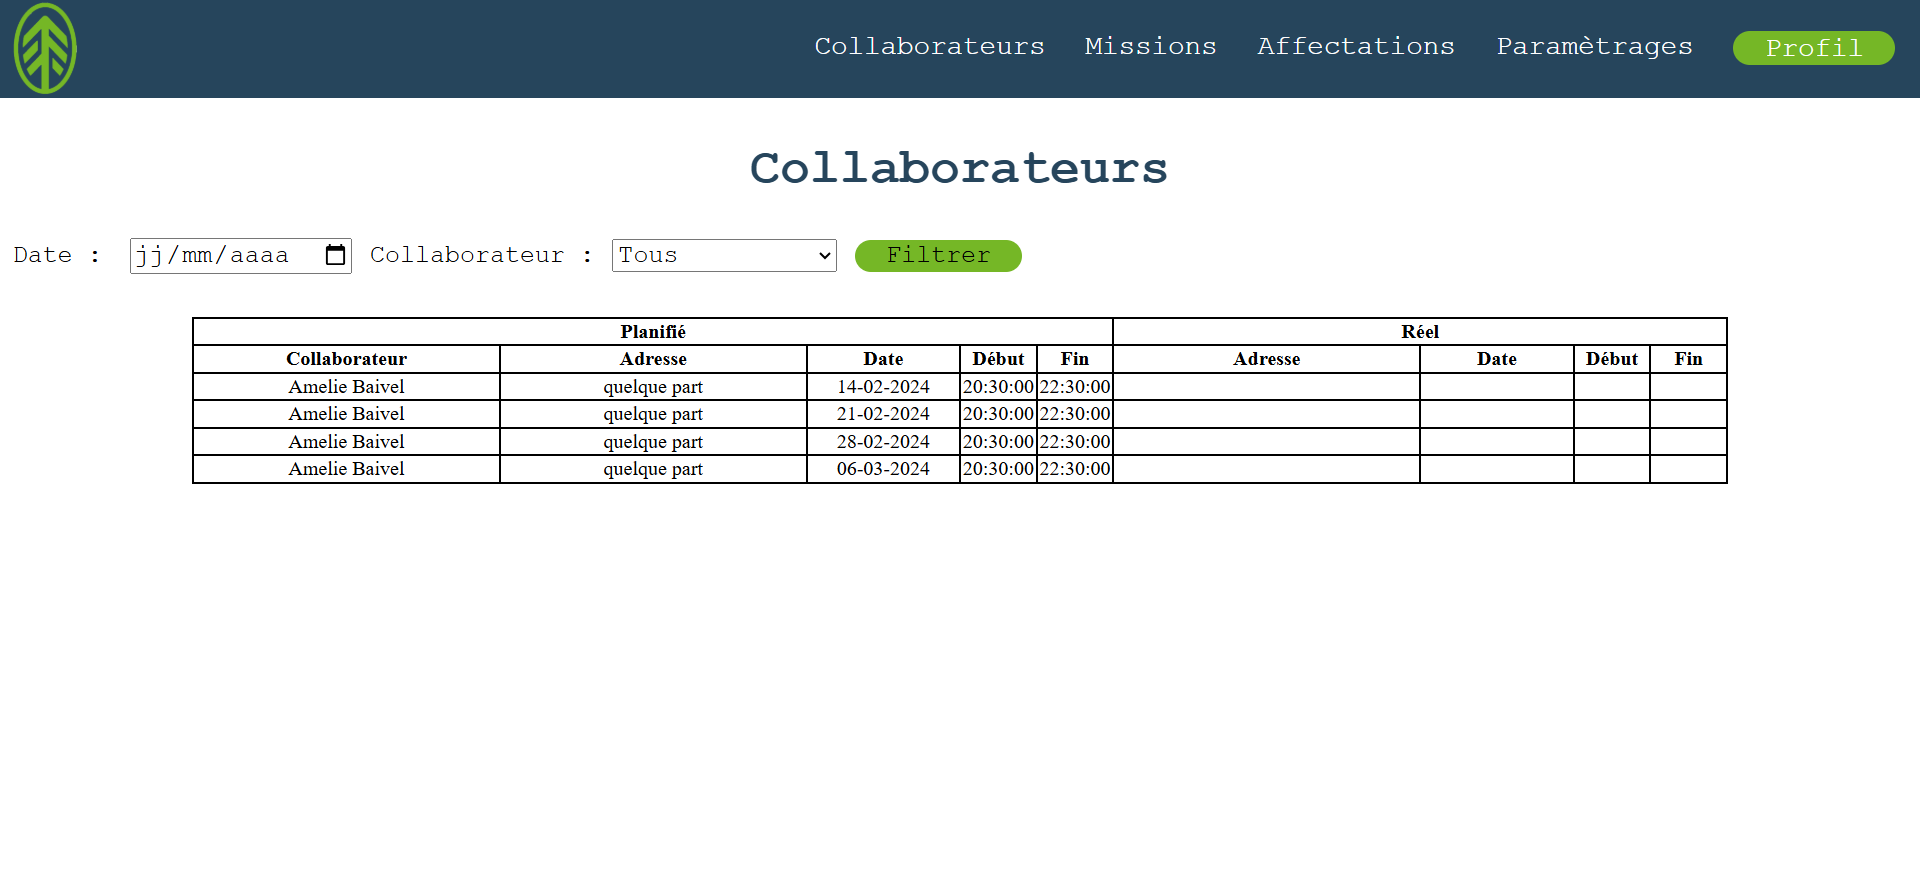 Collaborateurs Missions Affectations Paramètrages Profil
Collaborateurs
Date : jj/mm/aaaa Collaborateur : Tous Filtrer
Planifié Réel
Collaborateur Adresse Date Début Fin Adresse Date Début Fin
Amelie Baivel quelque part 14-02-2024 20:30:00 22:30:00
Amelie Baivel quelque part 21-02-2024 20:30:00 22:30:00
Amelie Baivel quelque part 28-02-2024 20:30:00 22:30:00
Amelie Baivel quelque part 06-03-2024 20:30:00 22:30:00